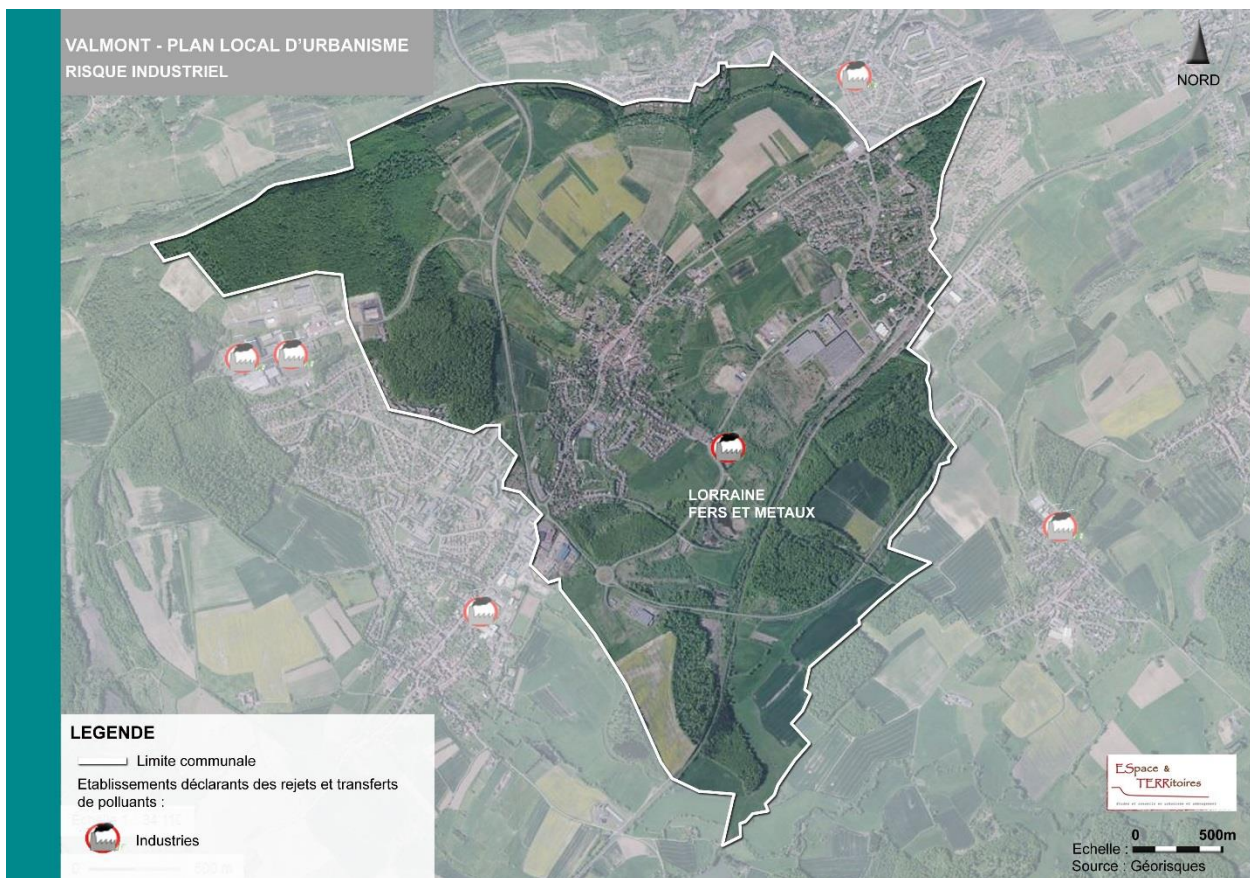 VALMONT - PLAN LOCAL D'URBANISME
RISQUE INDUSTRIEL
NORD
LORRAINE
FERS ET METAUX
LEGENDE
Limite communale
Etablissements déclarants des rejets et transferts
de polluants :
Industries
ESpace &
TERRitoires
0 500m
Echelle :
Source : Géorisques